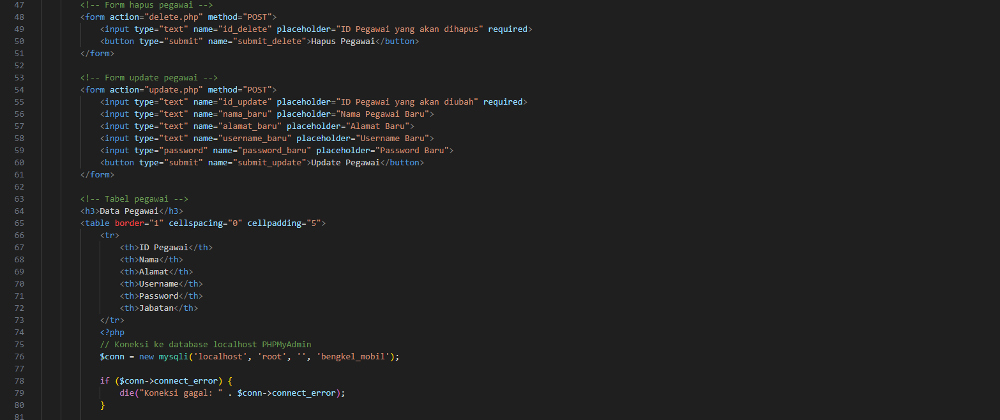 47 <!-- Form hapus pegawai -->
48 <form action="delete.php" method="POST">
49 <input type="text" name="id_delete" placeholder="ID Pegawai yang akan dihapus" required>
50 <button type="submit" name="submit_delete">Hapus Pegawai</button>
51 </form>
52
53 <!-- Form update pegawai -->
54 <form action="update.php" method="POST">
55 <input type="text" name="id_update" placeholder="ID Pegawai yang akan diubah" required>
56 <input type="text" name="nama_baru" placeholder="Nama Pegawai Baru">
57 <input type="text" name="alamat_baru" placeholder="Alamat Baru">
58 <input type="text" name="username_baru" placeholder="Username Baru">
59 <input type="password" name="password_baru" placeholder="Password Baru">
60 <button type="submit" name="submit_update">Update Pegawai</button>
61 </form>
62
63 <!-- Tabel pegawai -->
64 <h3>Data Pegawai</h3>
65 <table border="1" cellspacing="0" cellpadding="5">
66 <tr>
67 <th>ID Pegawai</th>
68 <th>Nama</th>
69 <th>Alamat</th>
70 <th>Username</th>
71 <th>Password</th>
72 <th>Jabatan</th>
73 </tr>
74 <?php
75 // Koneksi ke database localhost PHPMyAdmin
76 $conn = new mysqli('localhost', 'root', '', 'bengkel_mobil');
77
78 if ($conn->connect_error) {
79 die("Koneksi gagal: " . $conn->connect_error);
80 }
81